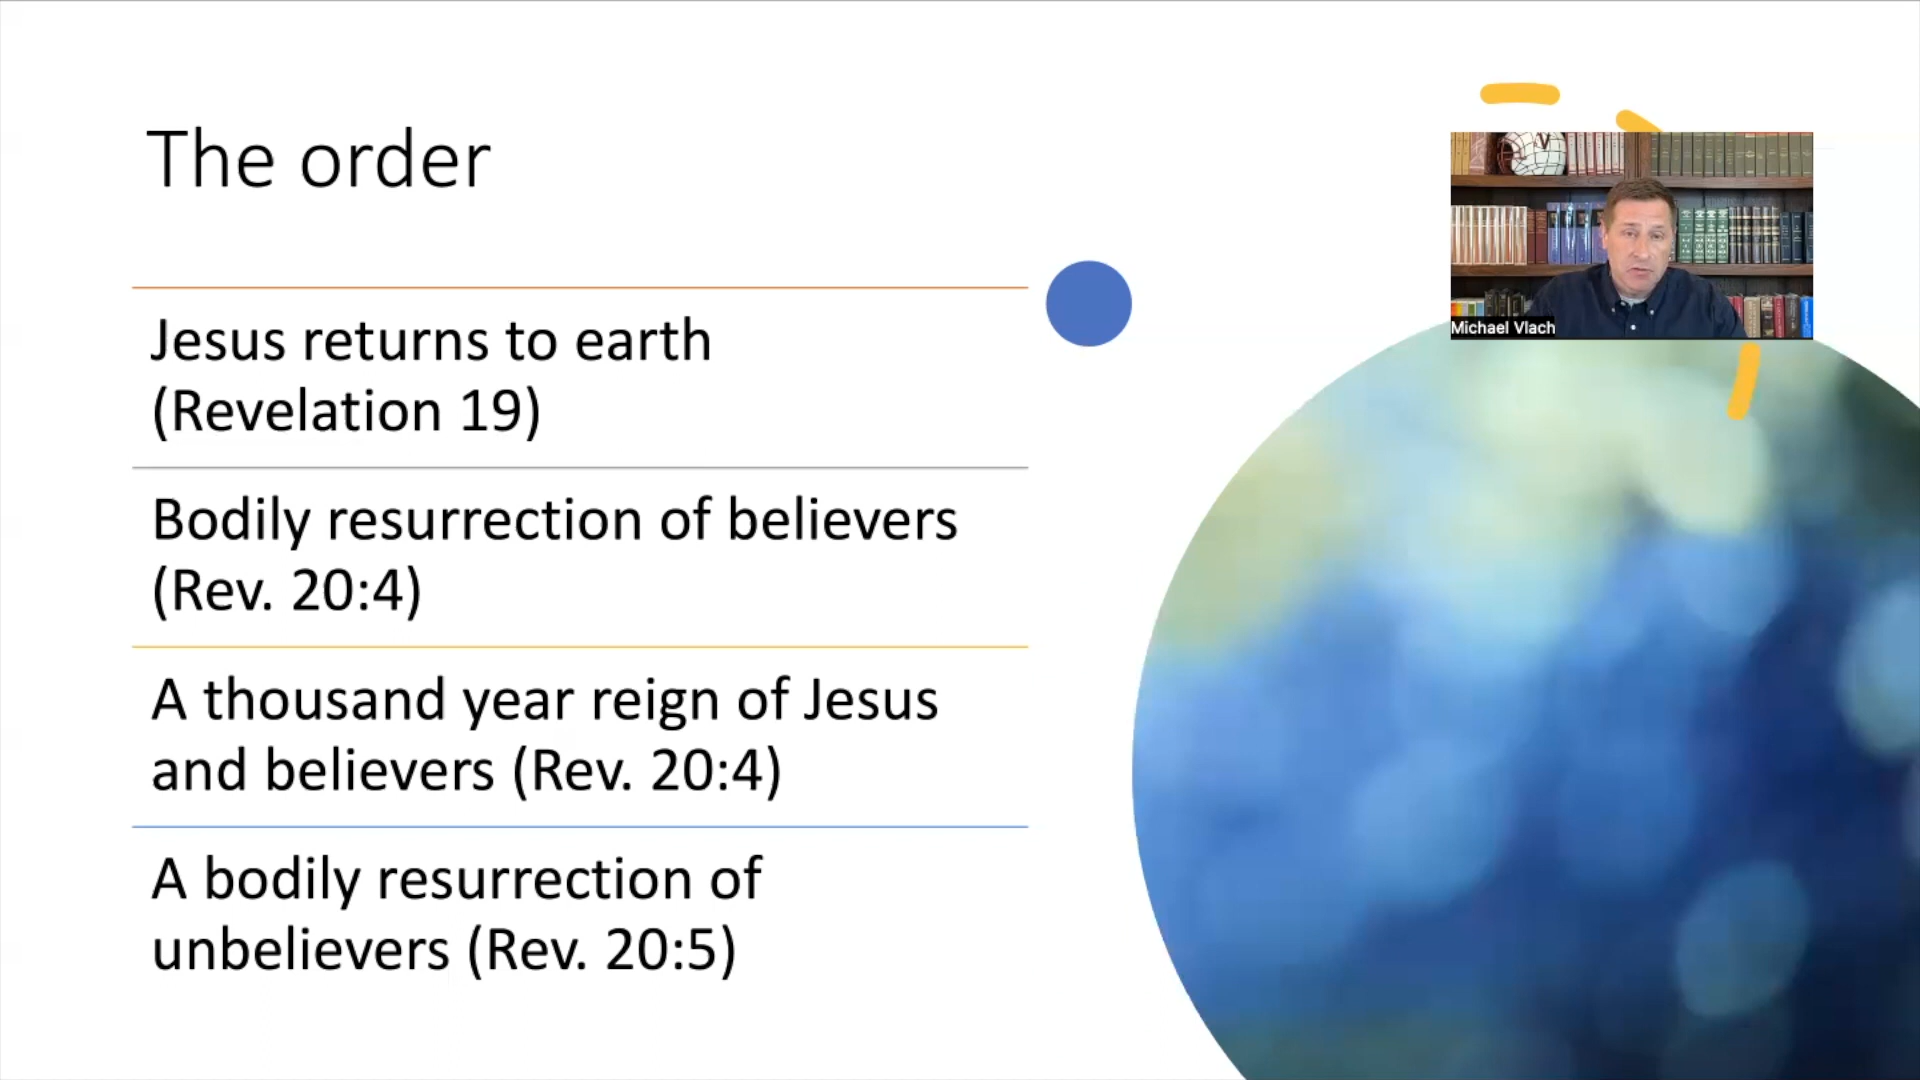 The order
Jesus returns to earth
(Revelation 19)
Bodily resurrection of believers
(Rev. 20:4)
A thousand year reign of Jesus
and believers (Rev. 20:4)
A bodily resurrection of
unbelievers (Rev. 20:5)
V
Michael Vlach